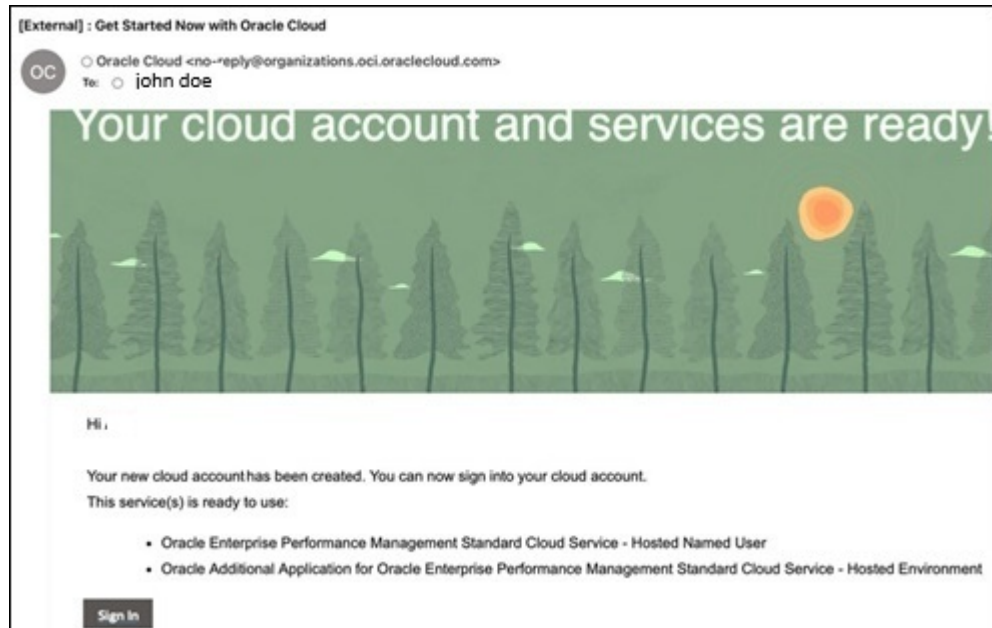 [External] : Get Started Now with Oracle Cloud
OC
Oracle Cloud <no-reply@organizations.oci.oraclecloud.com>
To: john doe
Your cloud account and services are ready!
Hi,
Your new cloud account has been created. You can now sign into your cloud account.
This service(s) is ready to use:
• Oracle Enterprise Performance Management Standard Cloud Service - Hosted Named User
• Oracle Additional Application for Oracle Enterprise Performance Management Standard Cloud Service - Hosted Environment
Sign In